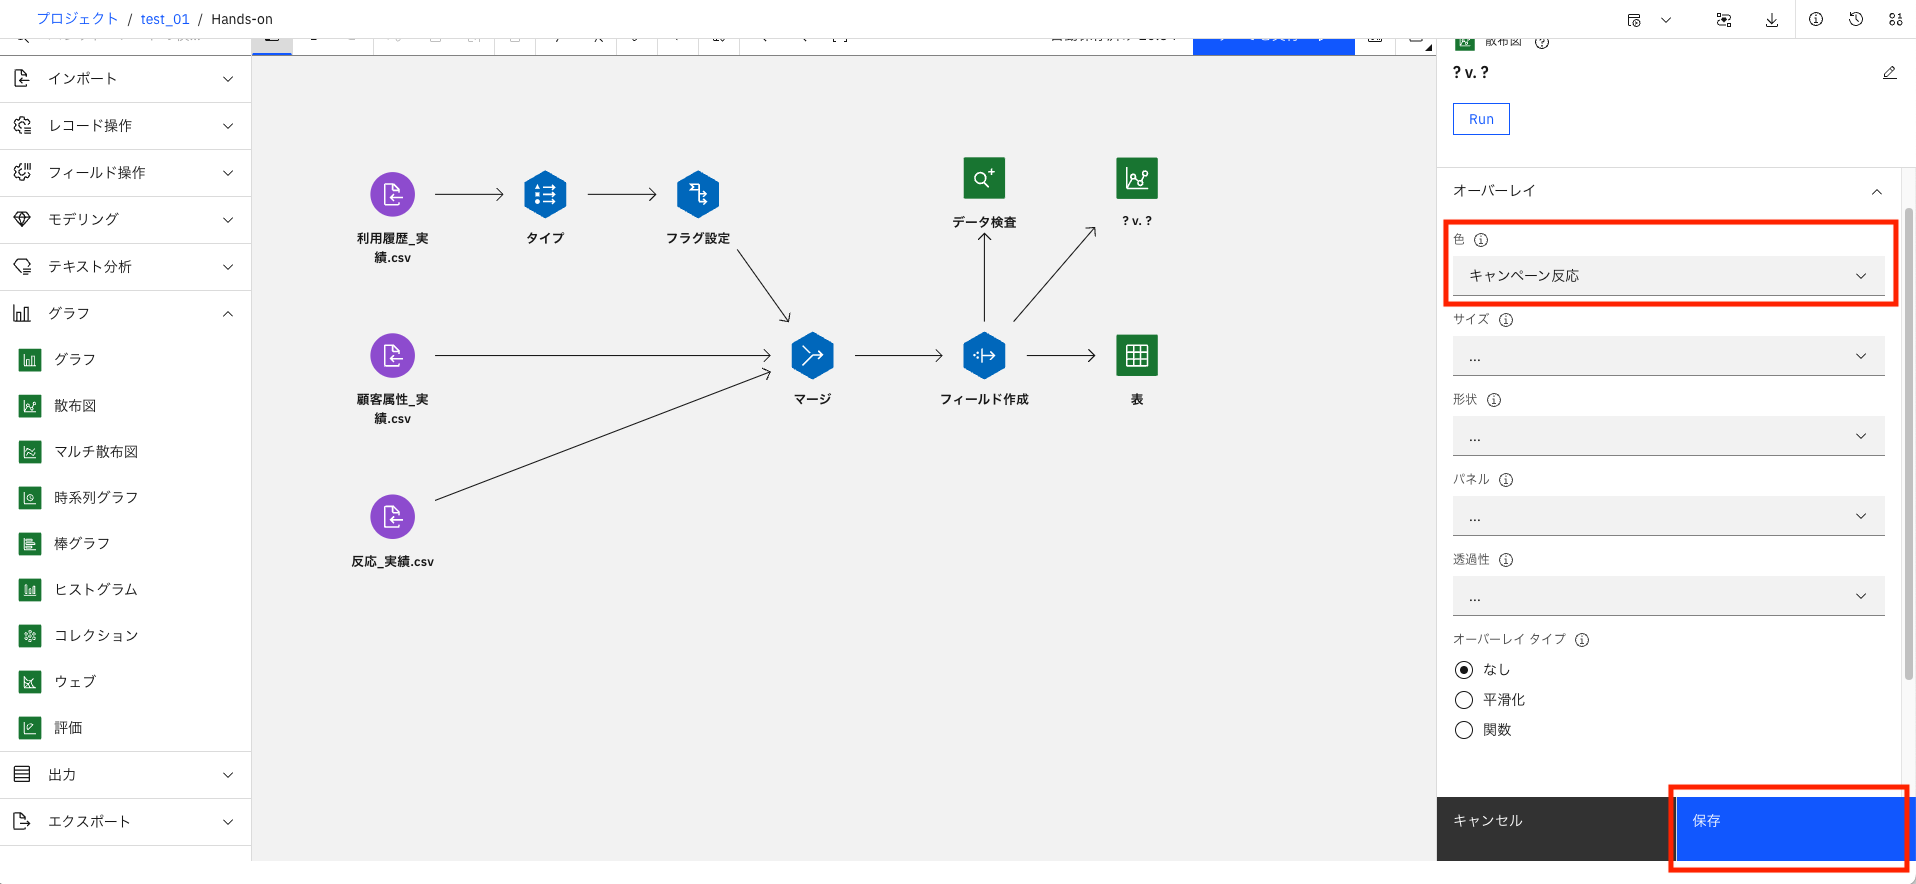 プロジェクト / test_01 / Hands-on
散布図
? v. ?
Run
インポート
レコード操作
フィールド操作
モデリング
テキスト分析
グラフ
グラフ
散布図
マルチ散布図
時系列グラフ
棒グラフ
ヒストグラム
コレクション
ウェブ
評価
出力
エクスポート
利用履歴_実
績.csv
タイプ
フラグ設定
データ検査
? v. ?
顧客属性_実
績.csv
マージ
フィールド作成
表
反応_実績.csv
オーバーレイ
色
キャンペーン反応
サイズ
...
形状
...
パネル
...
透過性
...
オーバーレイ タイプ
なし
平滑化
関数
キャンセル
保存